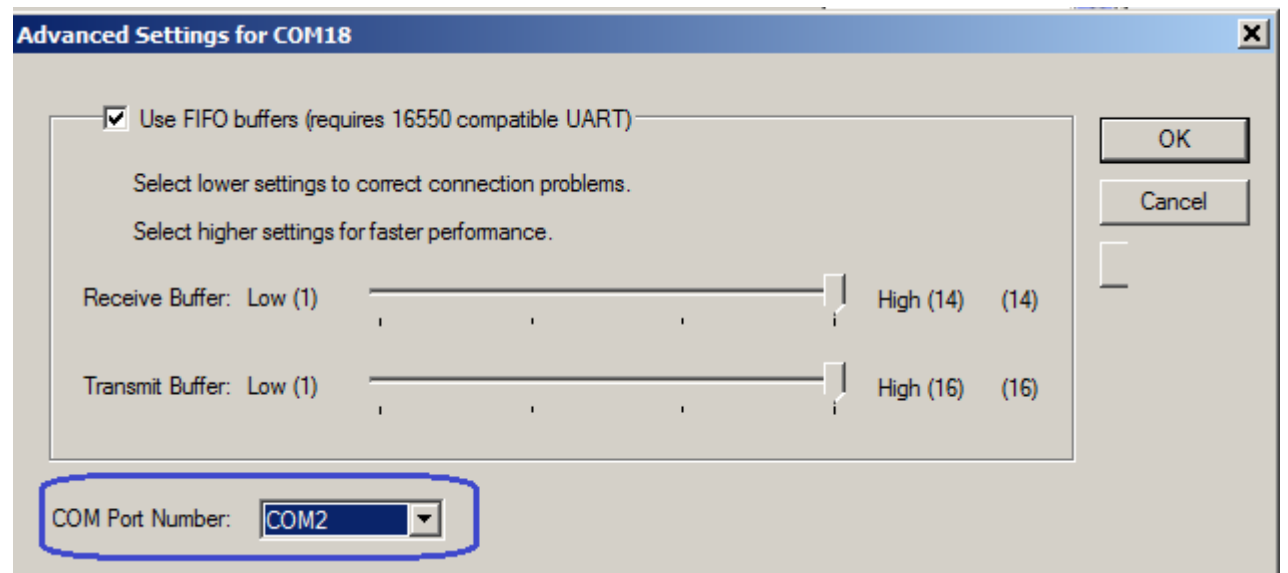 Advanced Settings for COM18
Use FIFO buffers (requires 16550 compatible UART)
OK
Select lower settings to correct connection problems.
Cancel
Select higher settings for faster performance.
Receive Buffer: Low (1) High (14) (14)
Transmit Buffer: Low (1) High (16) (16)
COM Port Number: COM2